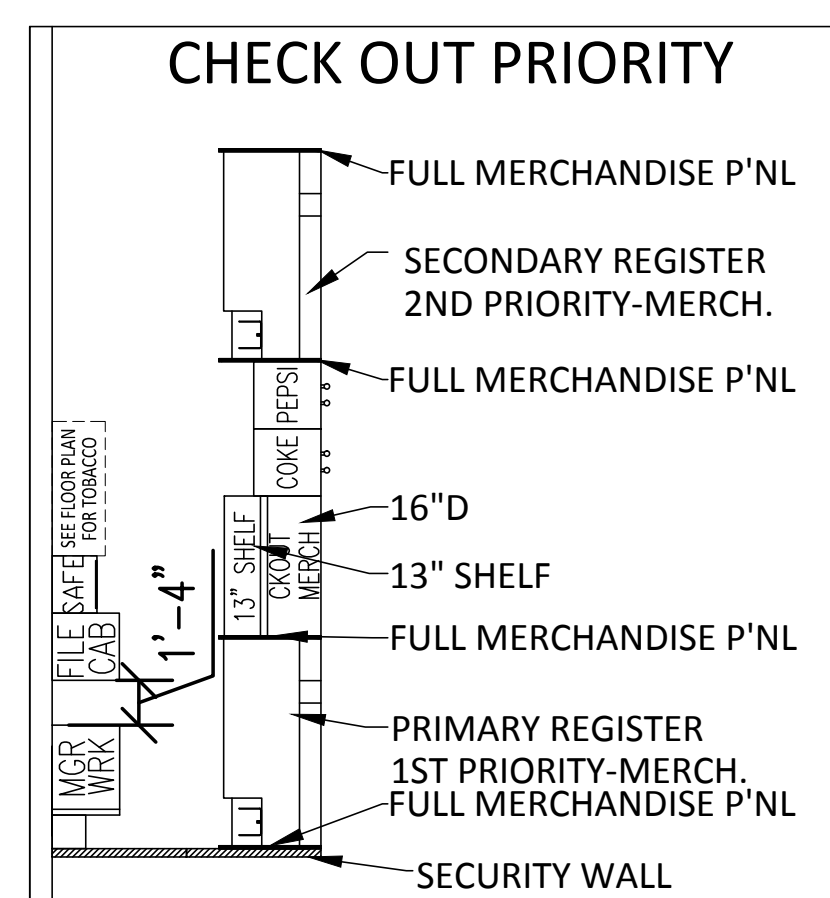 CHECK OUT PRIORITY
FULL MERCHANDISE P'NL
SECONDARY REGISTER
2ND PRIORITY-MERCH.
FULL MERCHANDISE P'NL
PEPSI
COKE
SEE FLOOR PLAN
FOR TOBACCO
16"D
13" SHELF
CKOUT
MERCH
13" SHELF
SAFE
1'-4"
FILE
CAB
FULL MERCHANDISE P'NL
PRIMARY REGISTER
1ST PRIORITY-MERCH.
MGR
WRK
FULL MERCHANDISE P'NL
SECURITY WALL